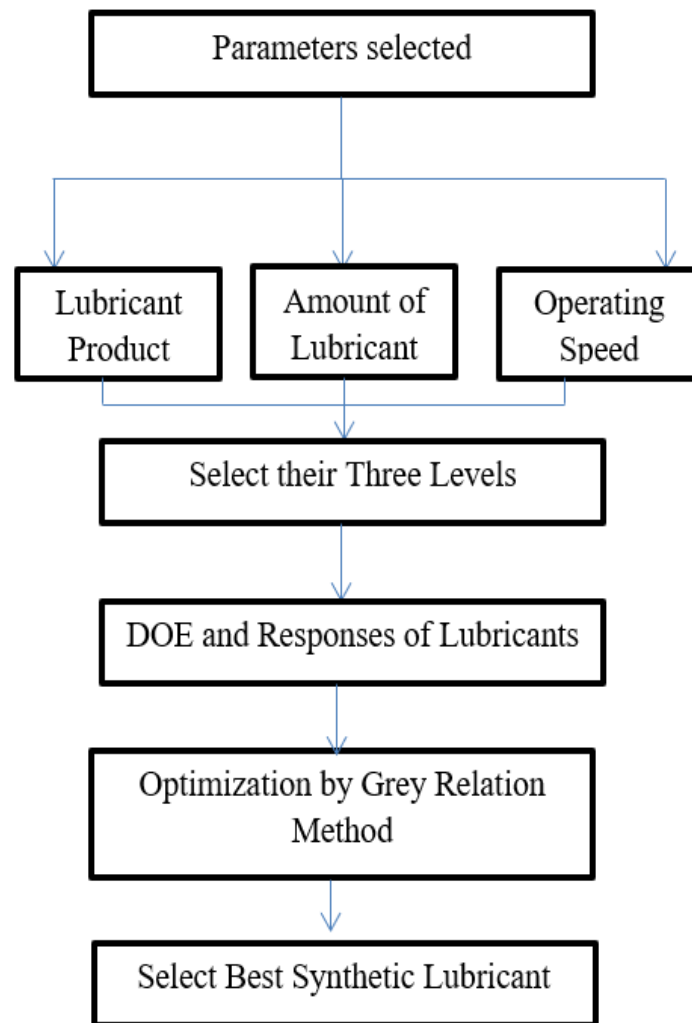 Parameters selected
Lubricant
Product
Amount of
Lubricant
Operating
Speed
Select their Three Levels
DOE and Responses of Lubricants
Optimization by Grey Relation
Method
Select Best Synthetic Lubricant